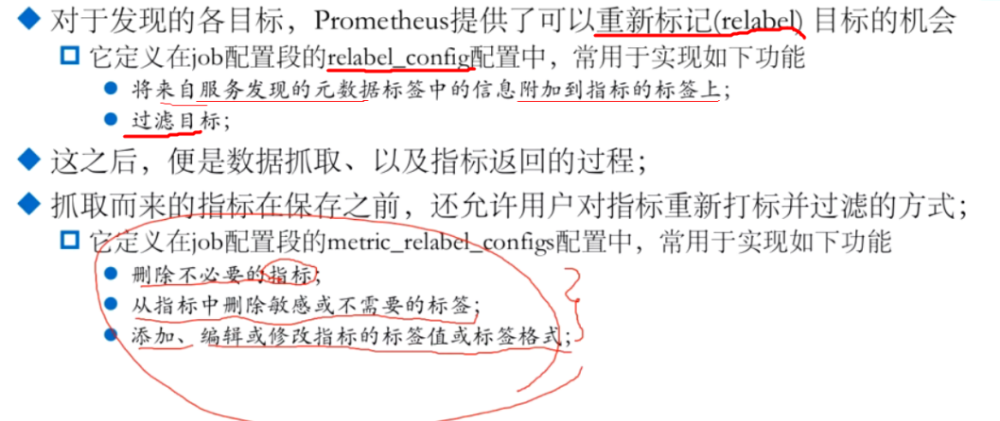 对于发现的各目标，Prometheus提供了可以重新标记(relabel) 目标的机会
它定义在job配置段的relabel_config配置中，常用于实现如下功能
将来自服务发现的元数据标签中的信息附加到指标的标签上；
过滤目标；
这之后，便是数据抓取、以及指标返回的过程；
抓取而来的指标在保存之前，还允许用户对指标重新打标并过滤的方式；
它定义在job配置段的metric_relabel_configs配置中，常用于实现如下功能
删除不必要的指标；
从指标中删除敏感或不需要的标签；
添加、编辑或修改指标的标签值或标签格式；